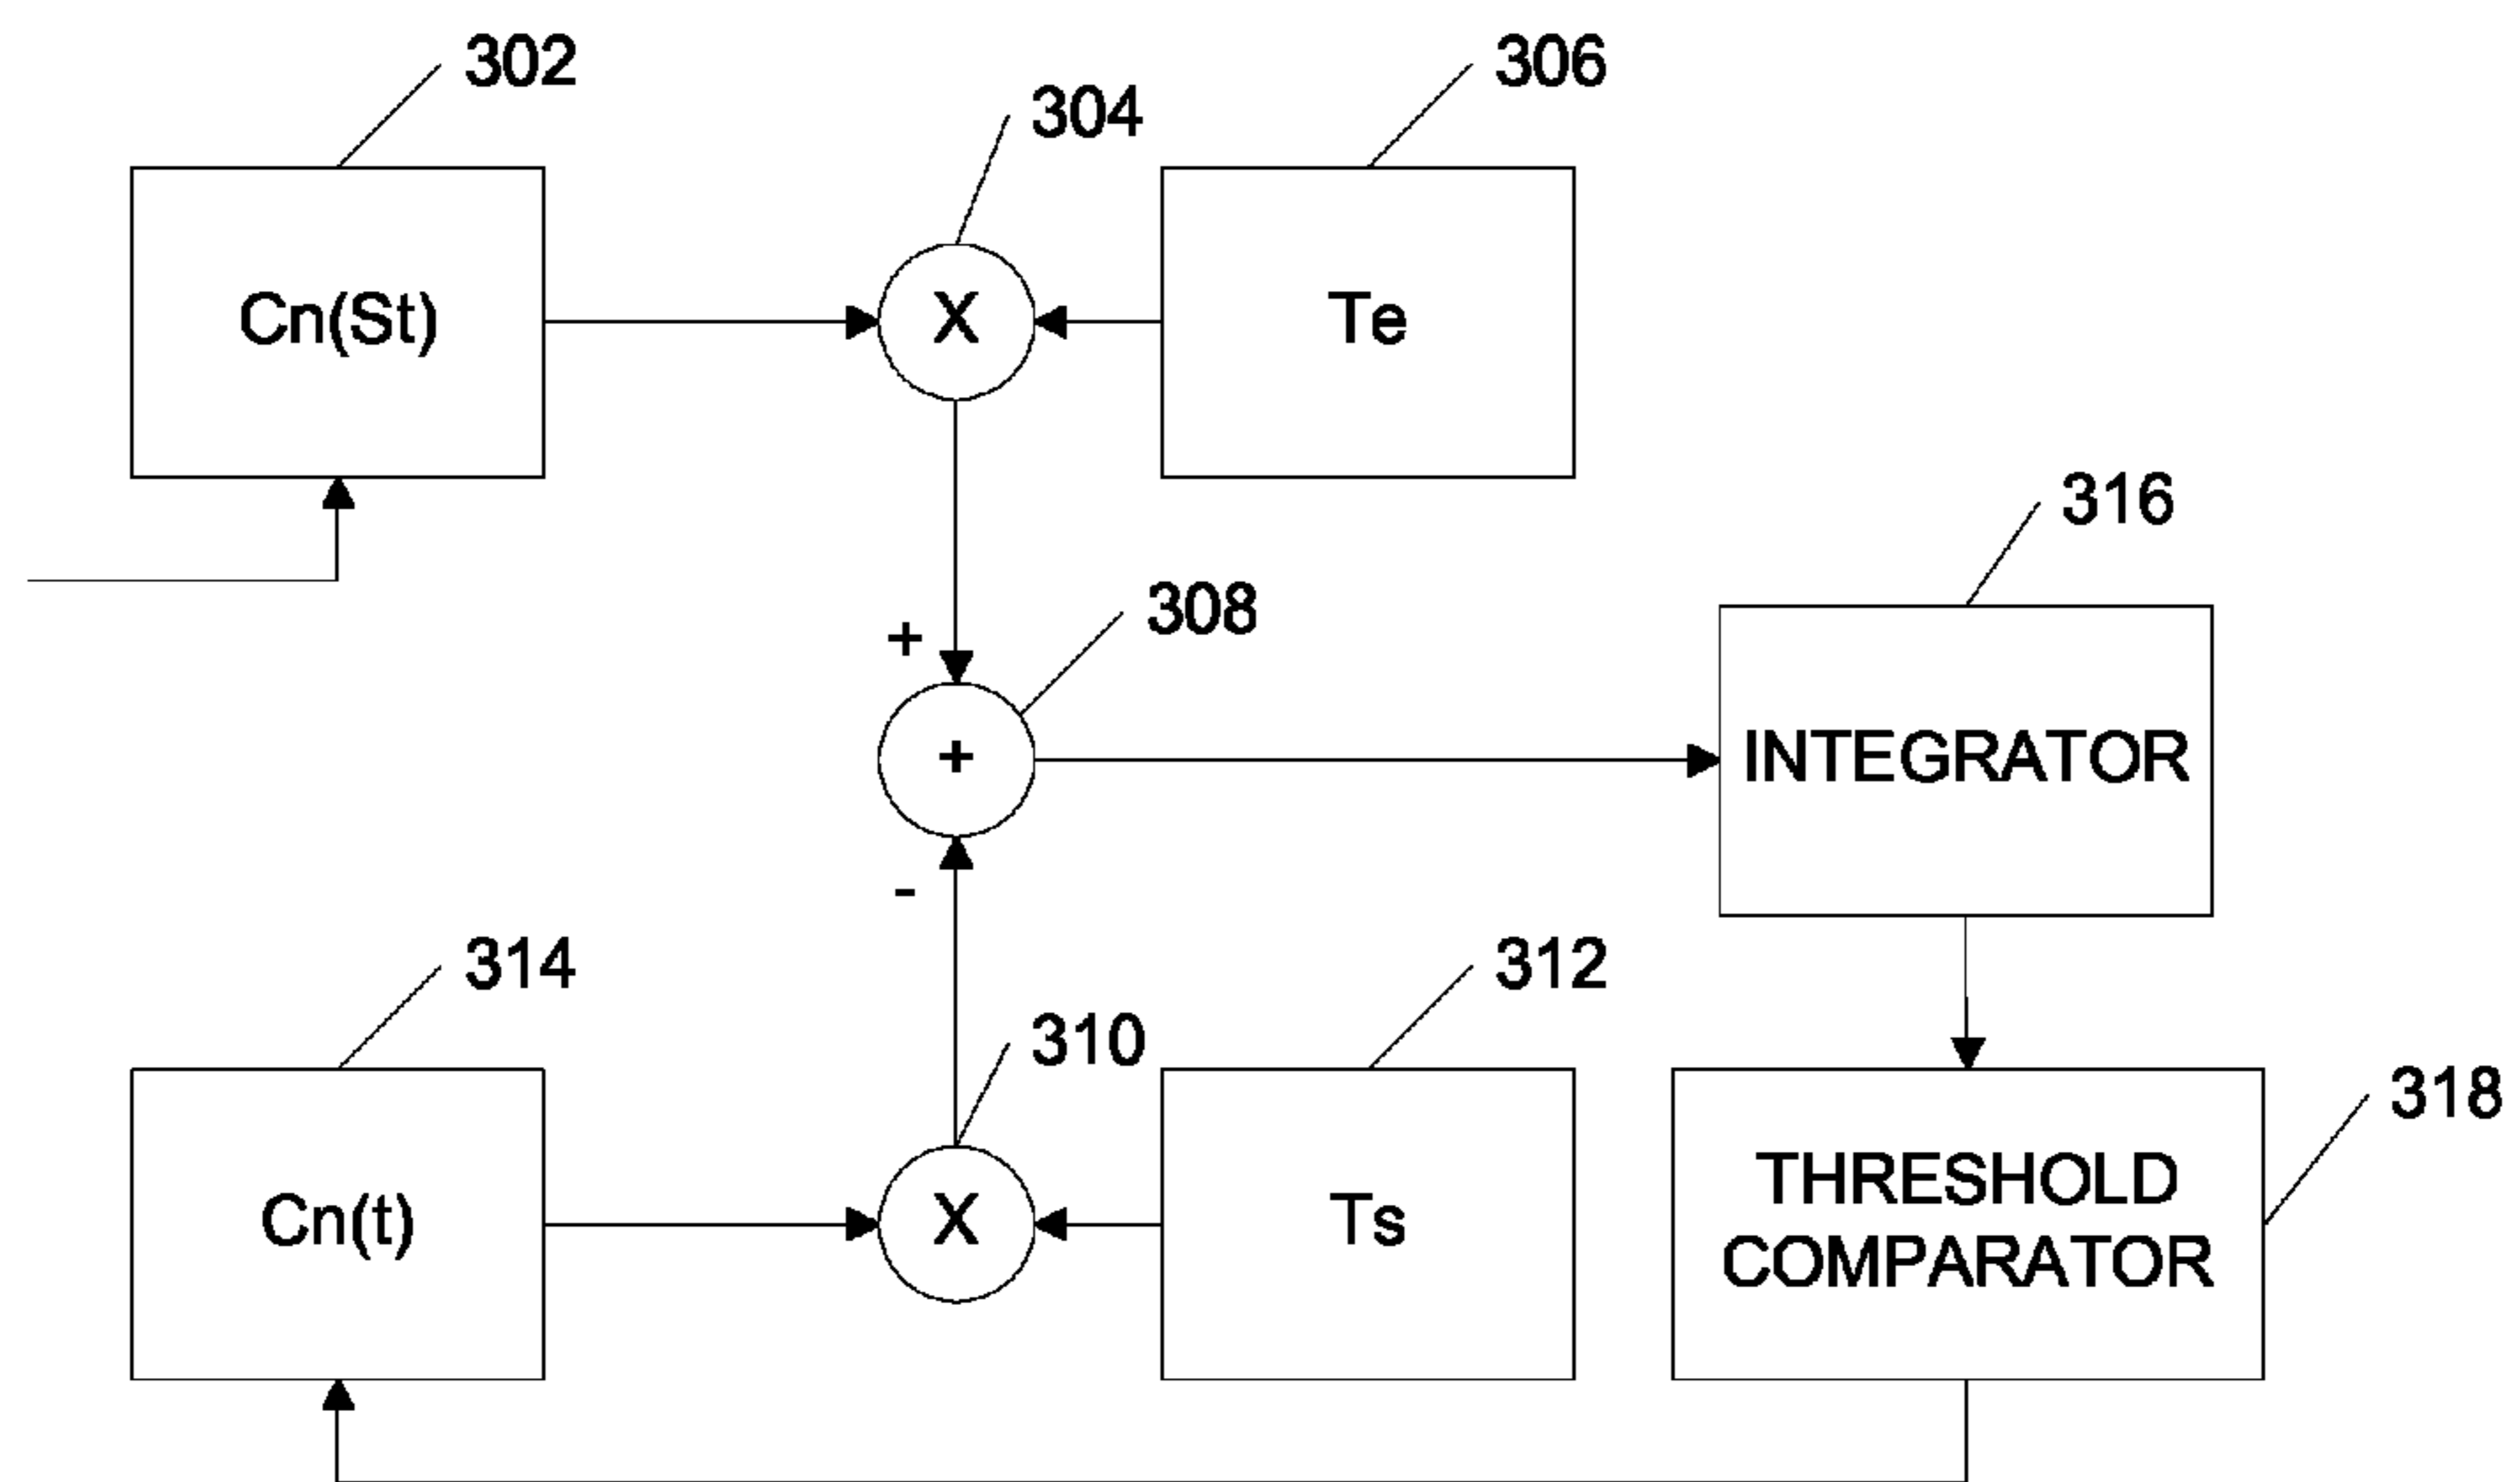 302
304
306
Cn(St)
X
Te
316
308
+
+
INTEGRATOR
-
314
312
310
318
Cn(t)
X
Ts
THRESHOLD
COMPARATOR